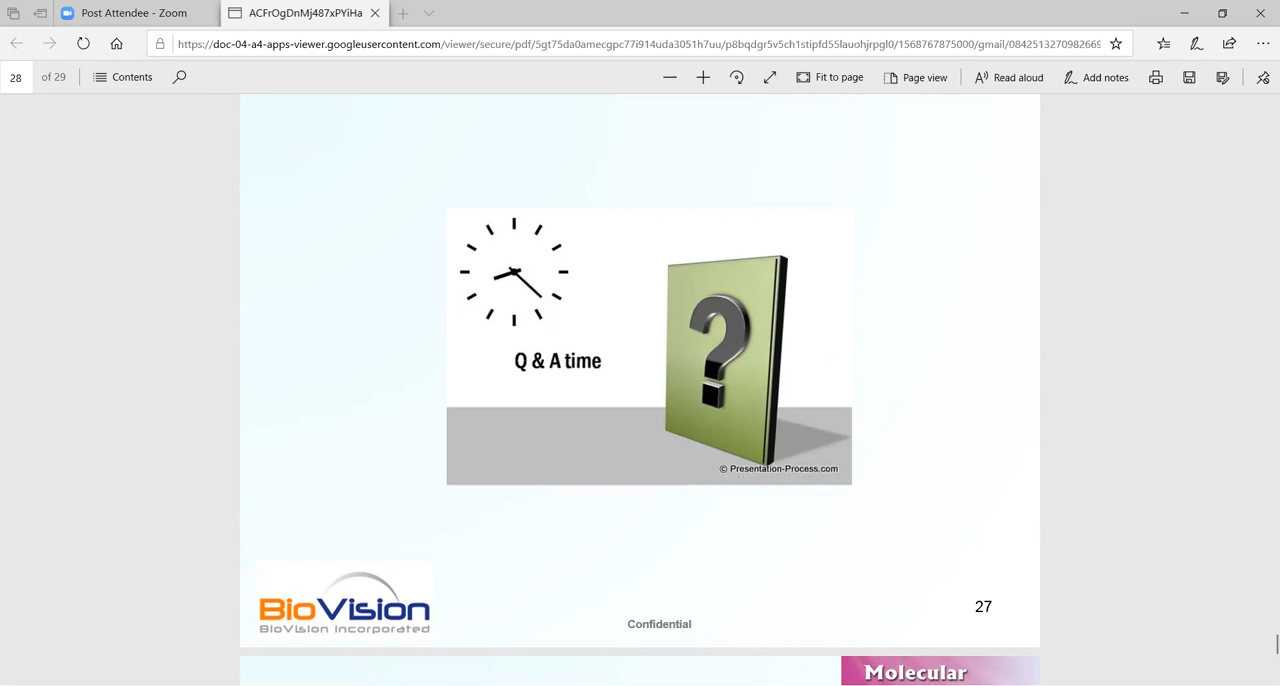 Post Attendee - Zoom
ACFrOgDnMj487xPYiHa
https://doc-04-a4-apps-viewer.googleusercontent.com/viewer/secure/pdf/5gt75da0amecgpc77i914uda3051h7uu/p8bqdgr5v5ch1stipfd55lauohjrpgl0/1568767875000/gmail/0842513270982669
28 of 29 Contents Fit to page Page view Read aloud Add notes
Q & A time
?
© Presentation-Process.com
BioVision
BioVision Incorporated
Confidential
27
Molecular